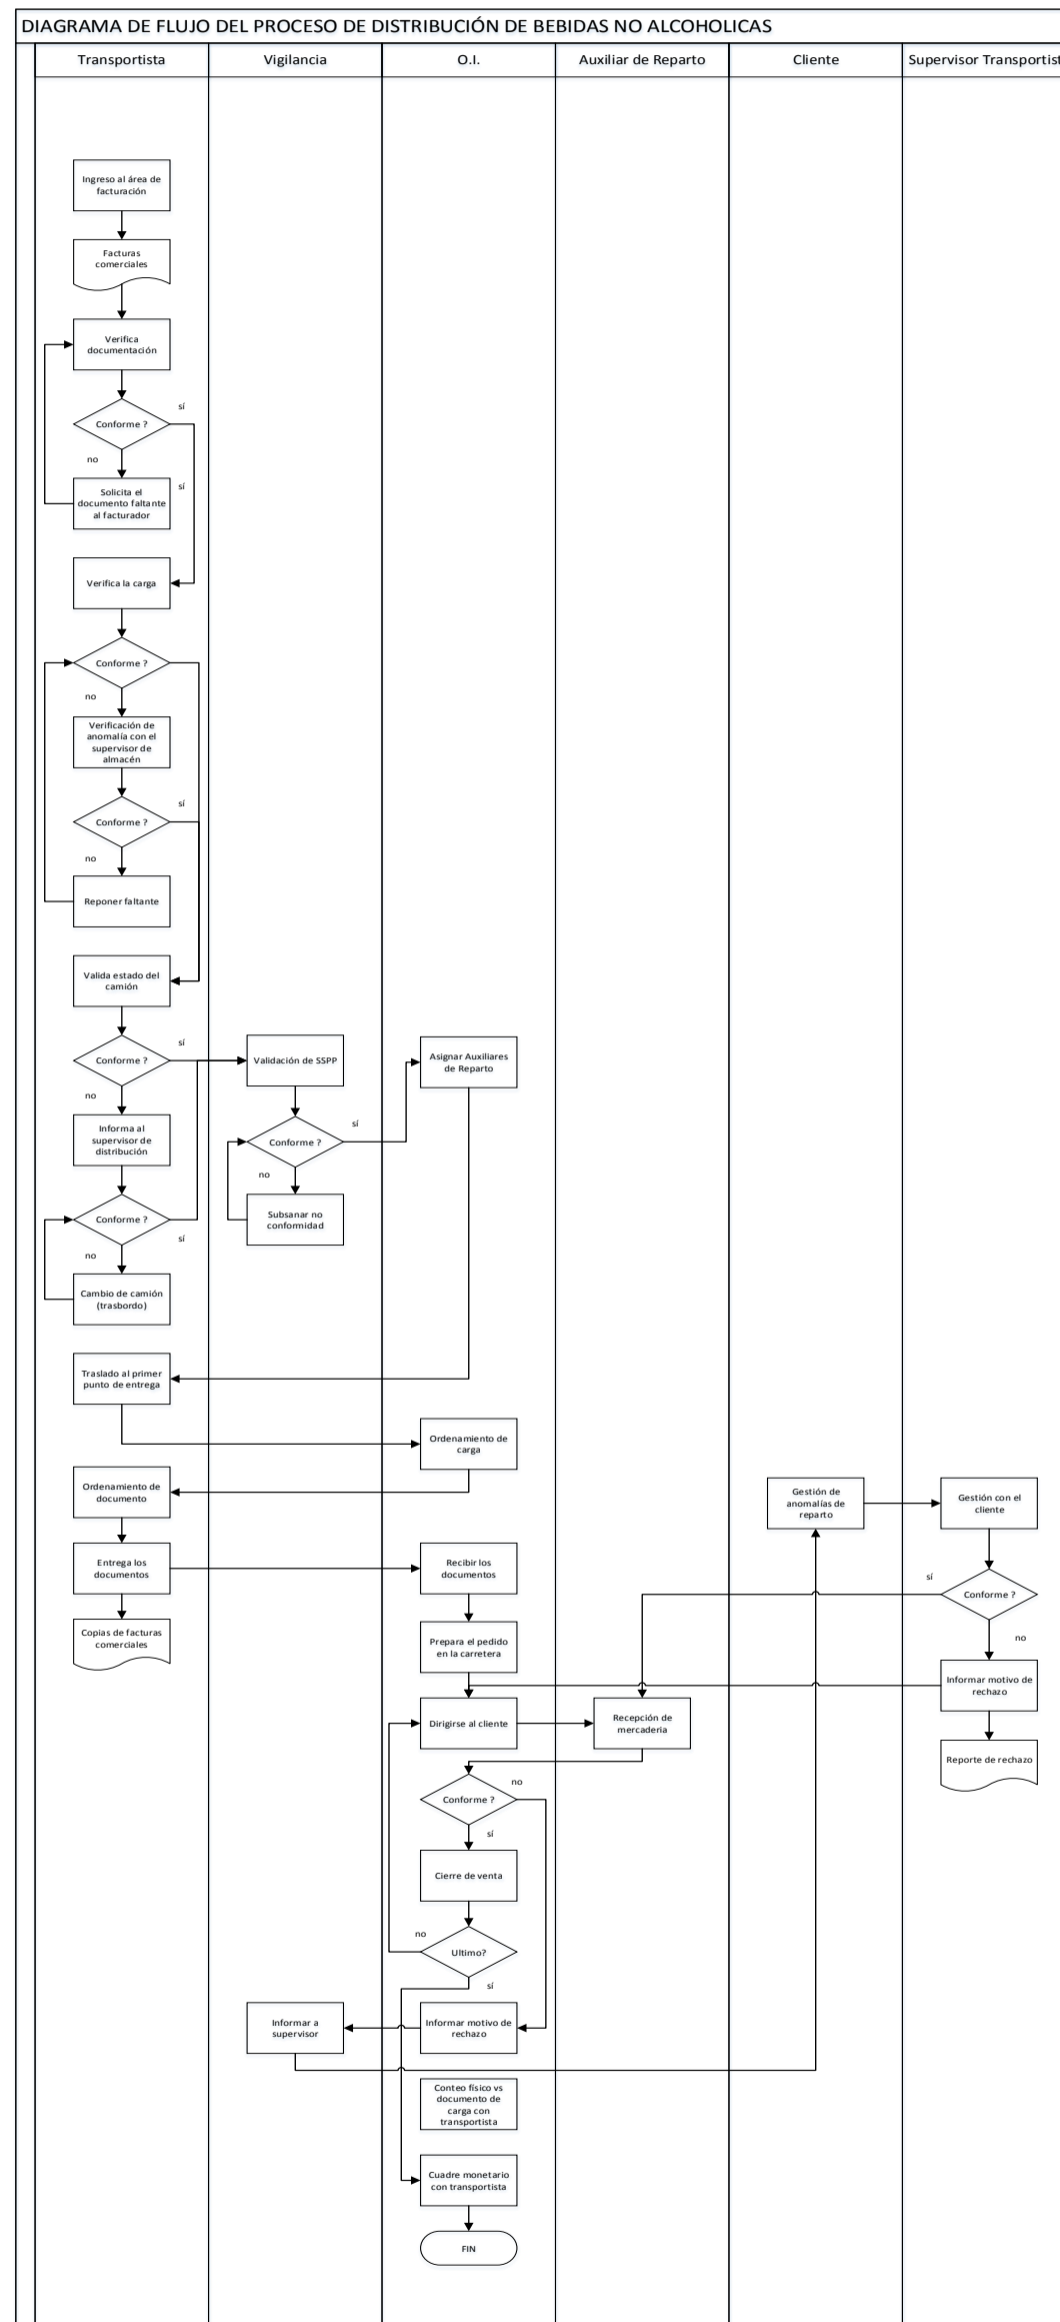 DIAGRAMA DE FLUJO DEL PROCESO DE DISTRIBUCIÓN DE BEBIDAS NO ALCOHOLICAS
Transportista
Vigilancia
O.I.
Auxiliar de Reparto
Cliente
Supervisor Transportist
Ingreso al área de
facturación
Facturas
comerciales
Verifica
documentación
sí
Conforme ?
no
sí
Solicita el
documento faltante
al facturador
Verifica la carga
Conforme ?
no
Verificación de
anomalía con el
supervisor de
almacén
sí
Conforme ?
no
Reponer faltante
Valida estado del
camión
sí
Conforme ?
no
Validación de SSPP
Asignar Auxiliares
de Reparto
Informa al
supervisor de
distribución
sí
Conforme ?
no
Subsanar no
conformidad
Conforme ?
sí
no
Cambio de camión
(trasbordo)
Traslado al primer
punto de entrega
Ordenamiento de
carga
Ordenamiento de
documento
Gestión de
anomalías de
reparto
Gestión con el
cliente
Entrega los
documentos
Recibir los
documentos
sí
Conforme ?
no
Copias de facturas
comerciales
Prepara el pedido
en la carretera
Informar motivo de
rechazo
Dirigirse al cliente
Recepción de
mercaderia
Reporte de rechazo
no
Conforme ?
sí
Cierre de venta
no
Ultimo?
sí
Informar a
supervisor
Informar motivo de
rechazo
Conteo físico vs
documento de
carga con
transportista
Cuadre monetario
con transportista
FIN